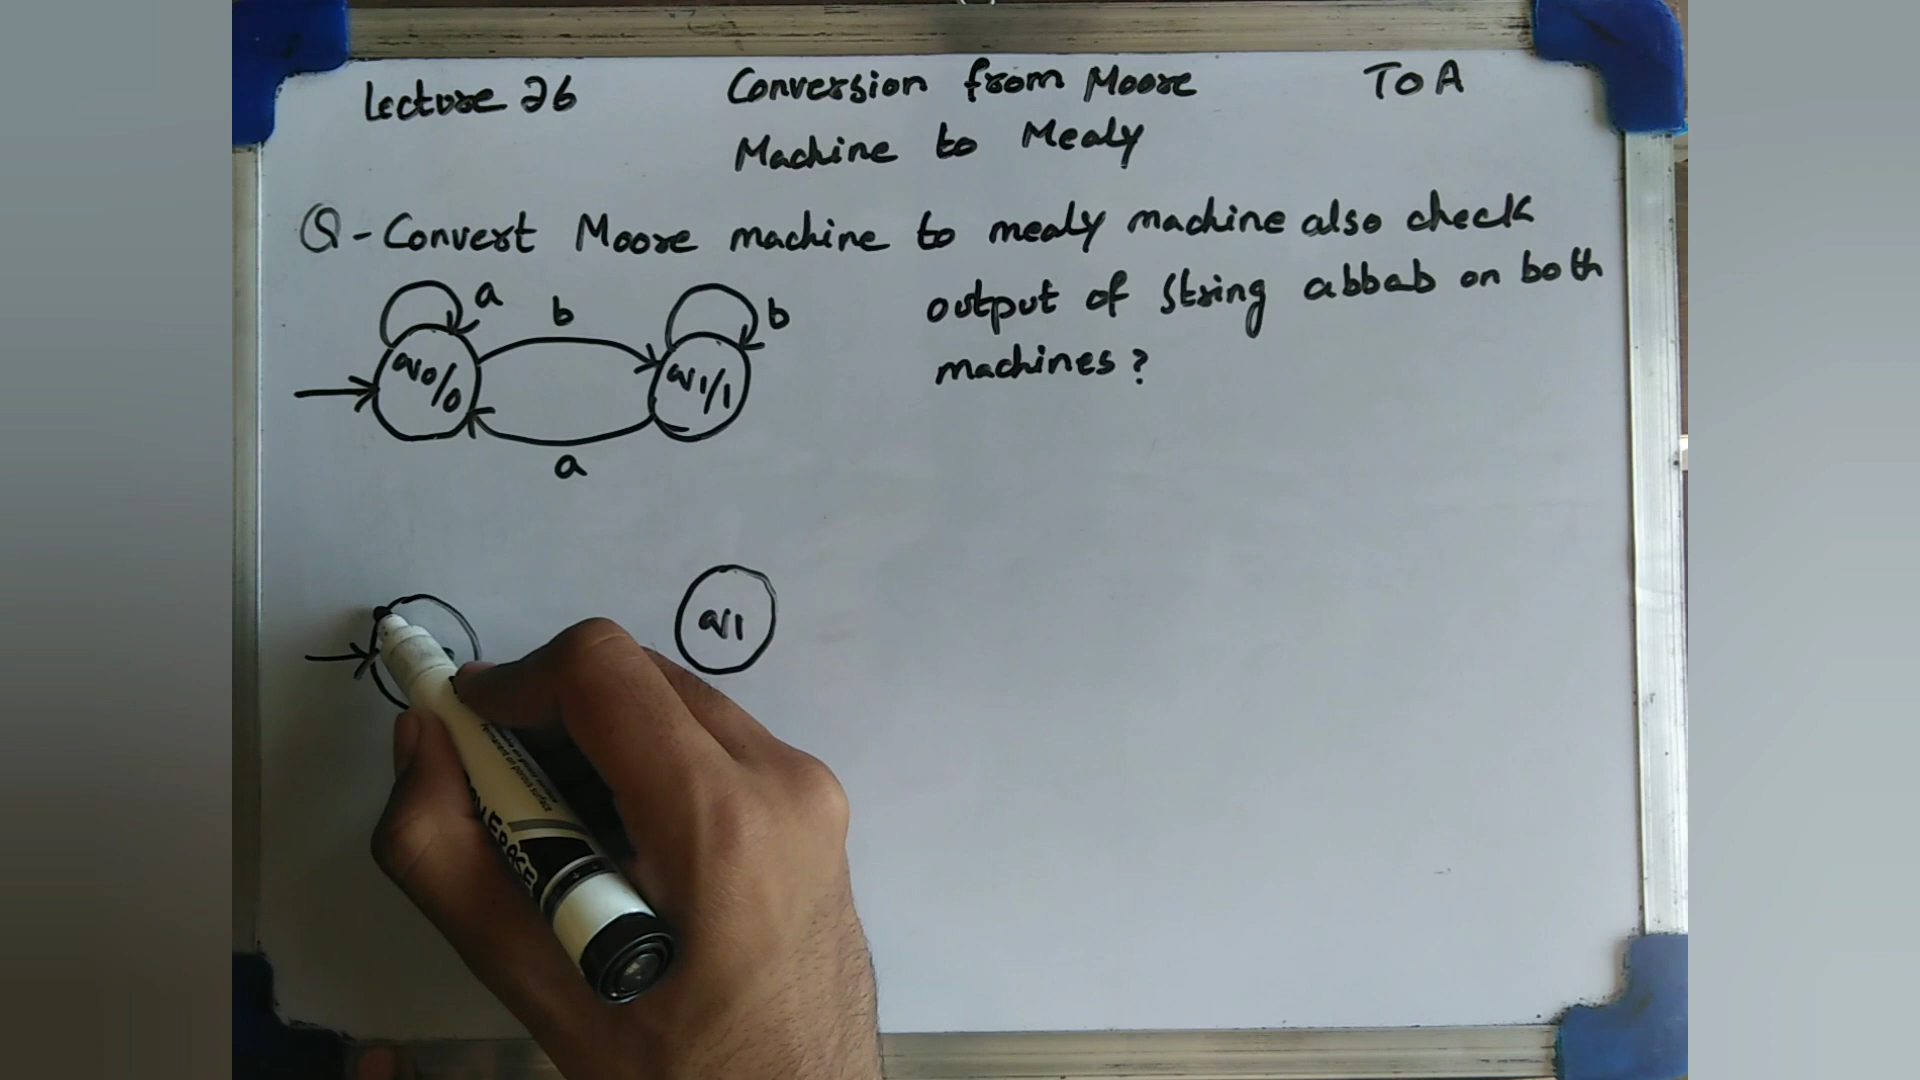 Lecture 26
Conversion from Moore
Machine to Mealy
TOA
Q - Convert Moore machine to mealy machine also check
output of string abbab on both
machines?
a
b
b
q0/0
q1/1
a
q1